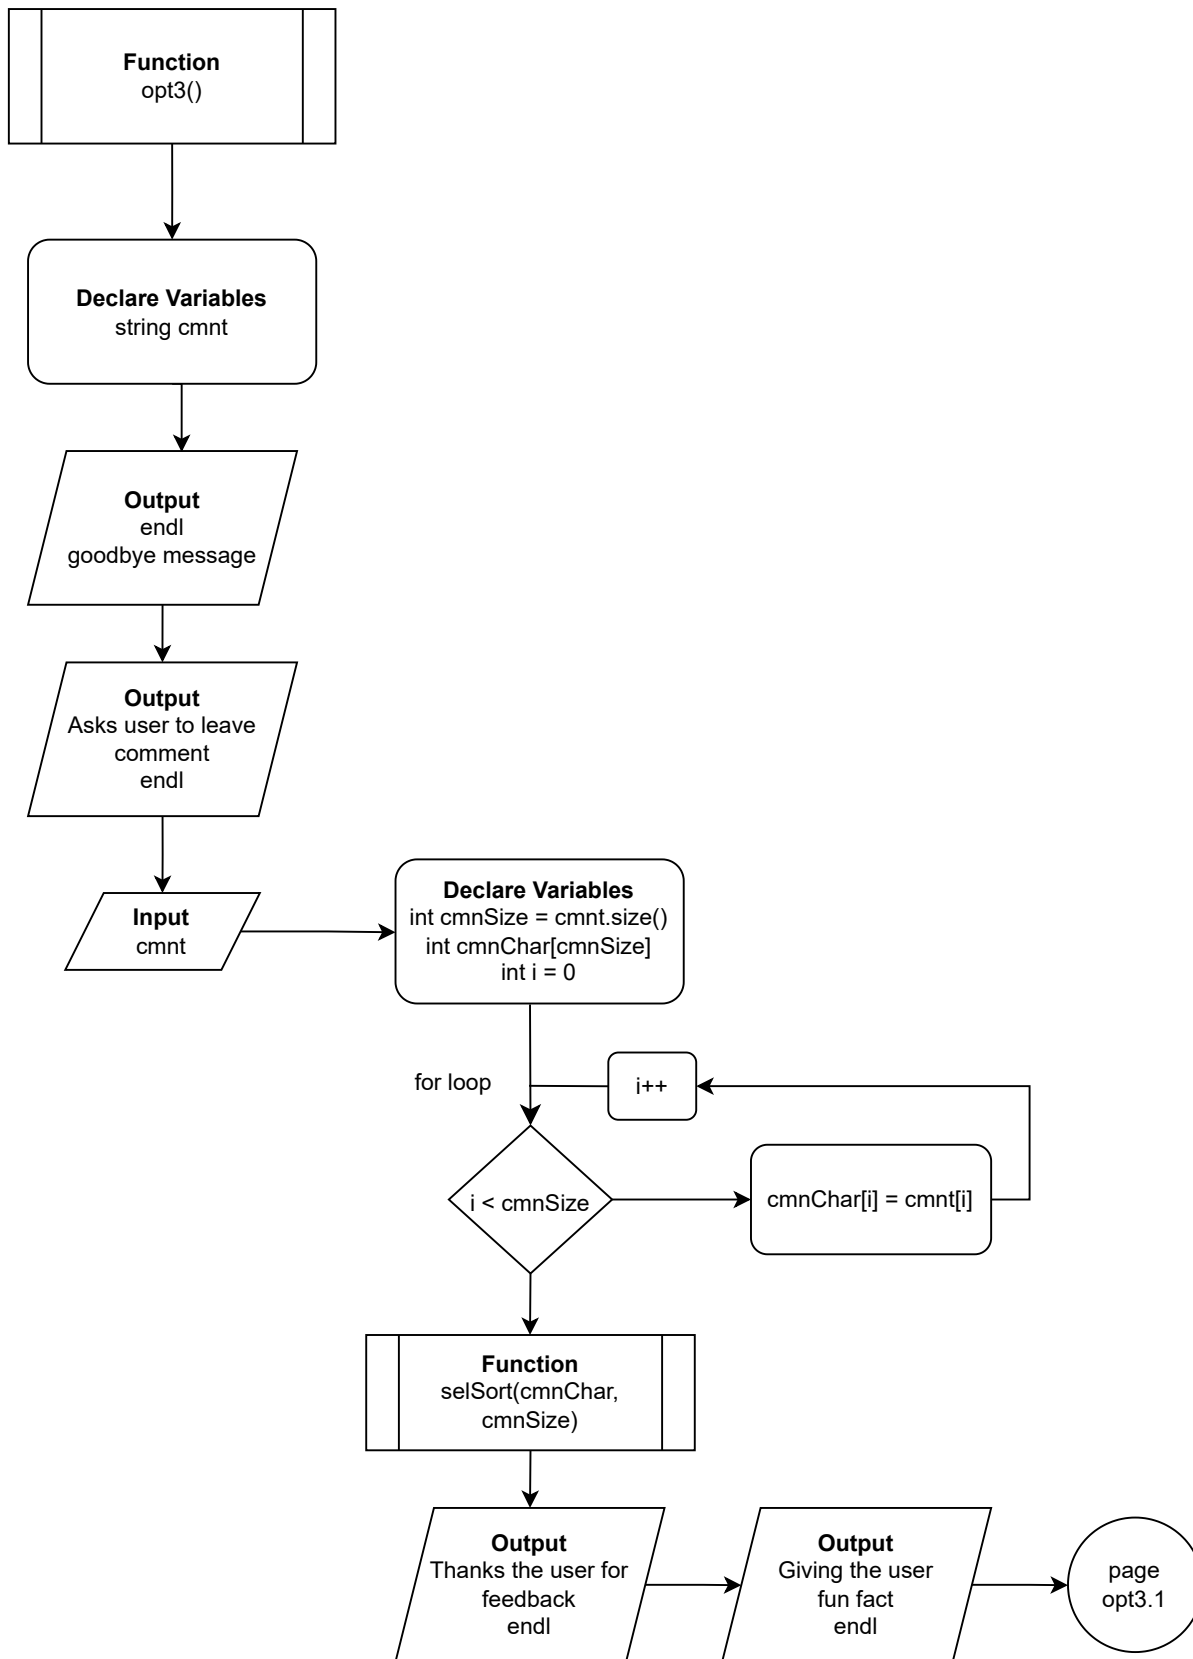 Function
opt3()
Declare Variables
string cmnt
Output
endl
goodbye message
Output
Asks user to leave
comment
endl
Input
cmnt
Declare Variables
int cmnSize = cmnt.size()
int cmnChar[cmnSize]
int i = 0
for loop
i++
i < cmnSize
cmnChar[i] = cmnt[i]
Function
selSort(cmnChar,
cmnSize)
Output
Thanks the user for
feedback
endl
Output
Giving the user
fun fact
endl
page
opt3.1